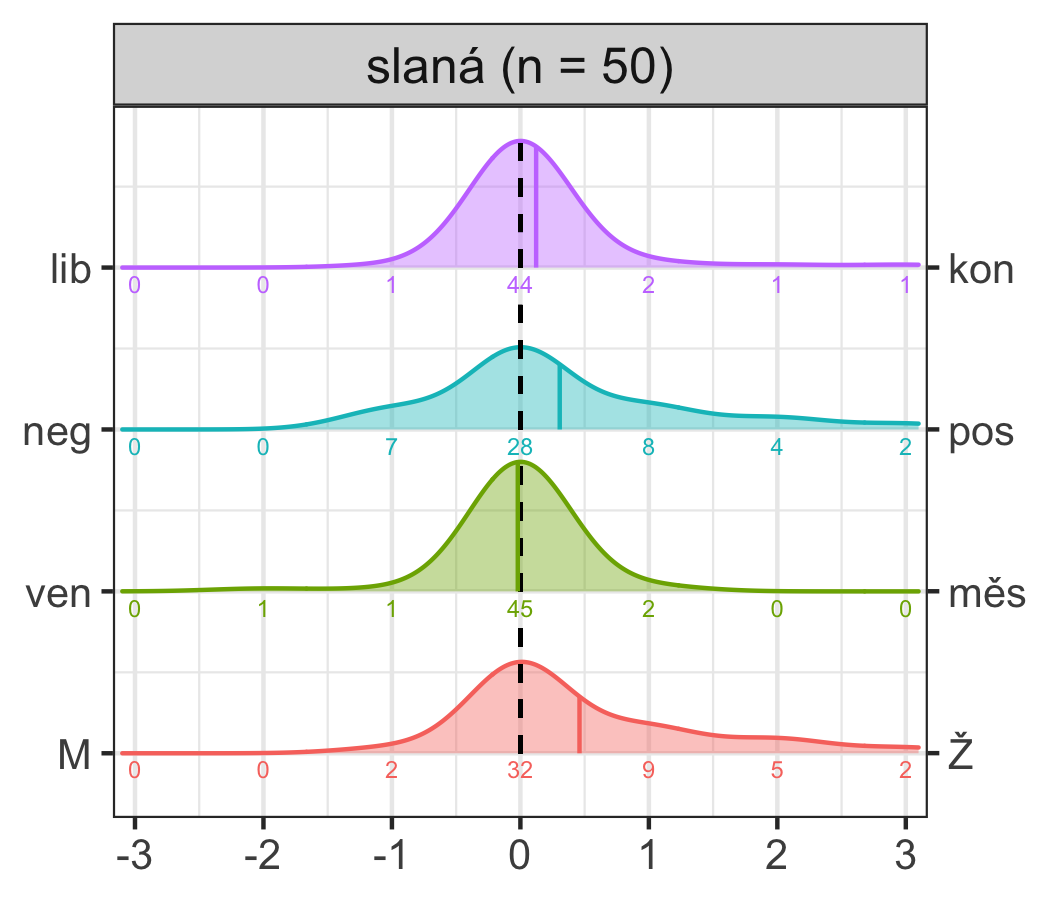 slaná (n = 50)
lib kon
0 0 1 44 2 1 1
neg pos
0 0 7 28 8 4 2
ven měs
0 1 1 45 2 0 0
M Ž
0 0 2 32 9 5 2
-3 -2 -1 0 1 2 3